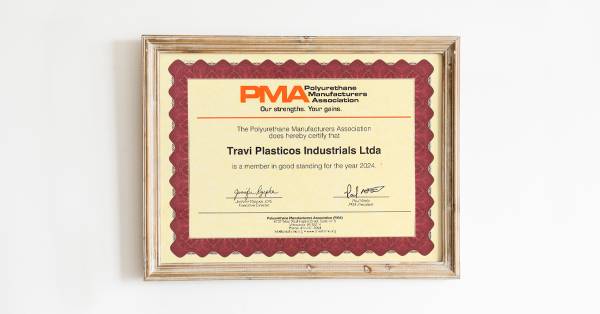 PMA Polyurethane
Manufacturers
Association
Our strengths. Your gains.
The Polyurethane Manufacturers Association
does hereby certify that
Travi Plasticos Industrials Ltda
is a member in good standing for the year 2024.
Executive Director
PMA President
Polyurethane Manufacturers Association (PMA)